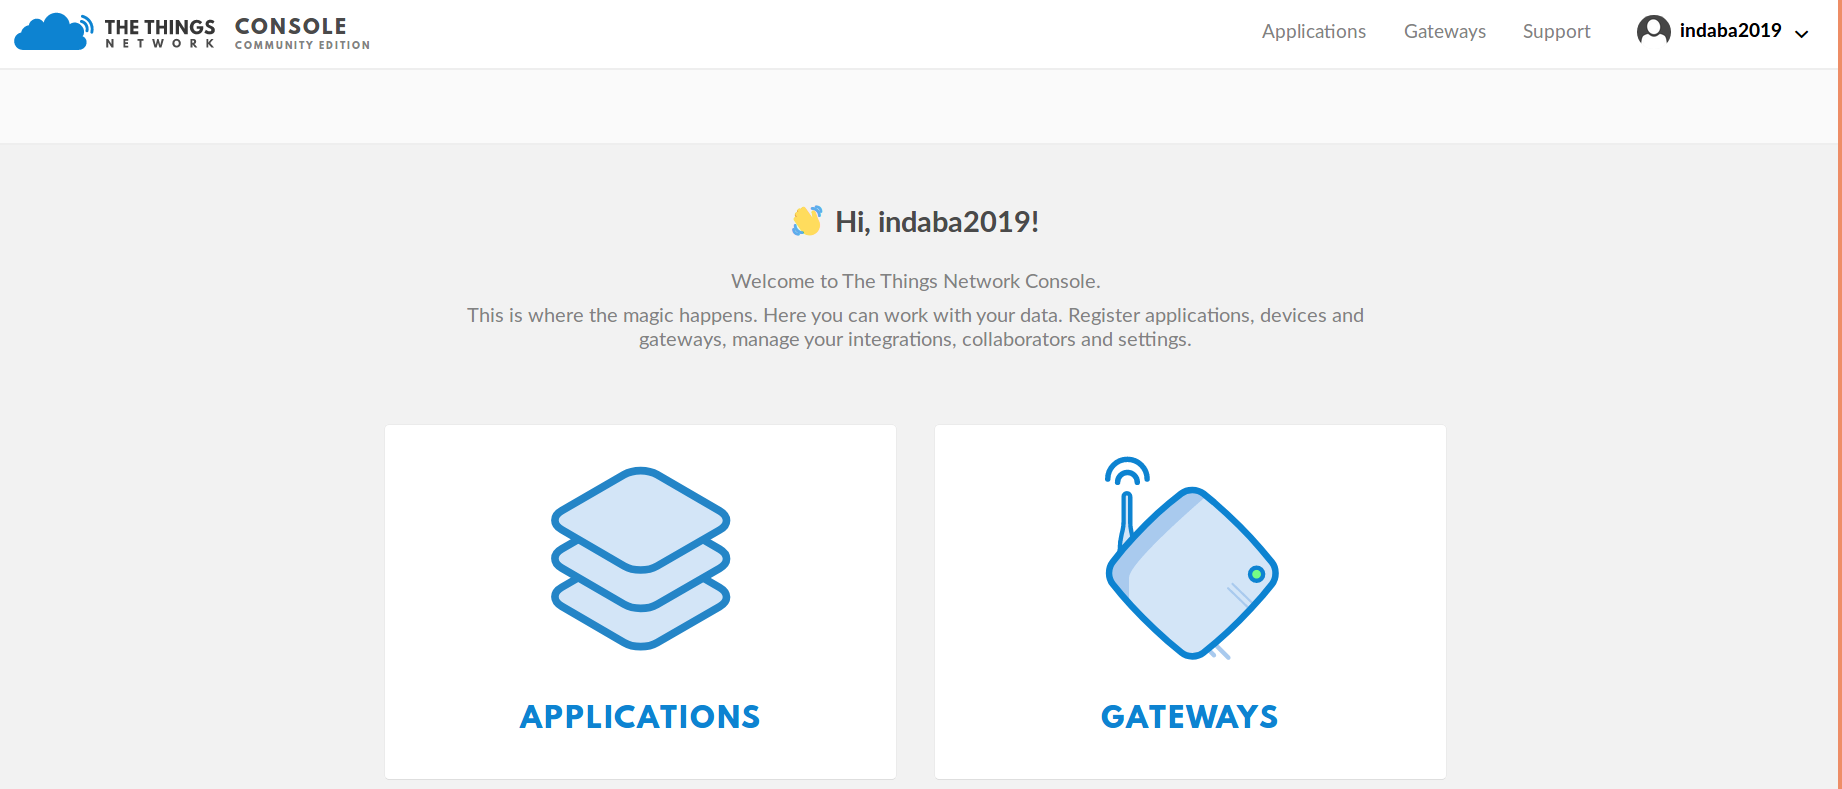 THE THINGS
NETWORK
CONSOLE
COMMUNITY EDITION
Applications
Gateways
Support
indaba2019
Hi, indaba2019!
Welcome to The Things Network Console.
This is where the magic happens. Here you can work with your data. Register applications, devices and
gateways, manage your integrations, collaborators and settings.
APPLICATIONS
GATEWAYS